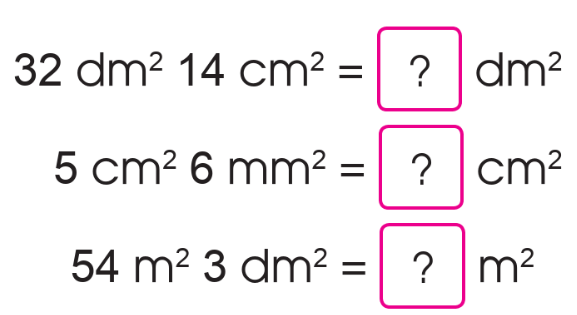 32 dm² 14 cm² = ? dm²
5 cm² 6 mm² = ? cm²
54 m² 3 dm² = ? m²